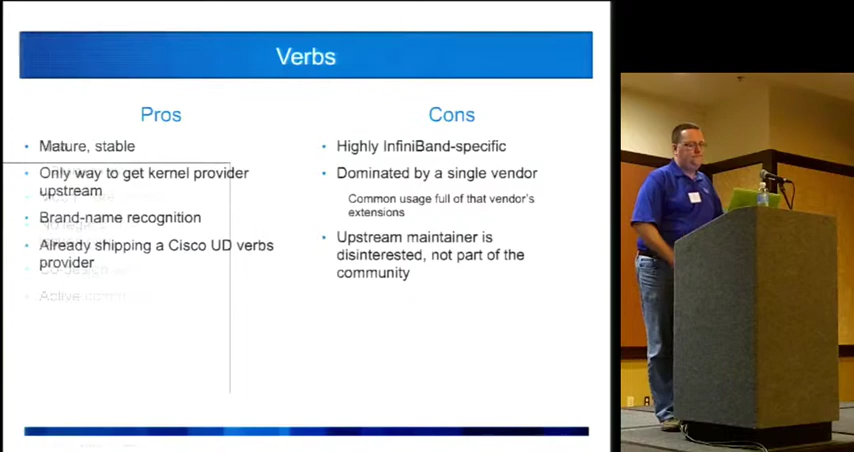 Verbs
Pros
Mature, stable
Only way to get kernel provider
upstream
Brand-name recognition
Already shipping a Cisco UD verbs
provider
Cons
Highly InfiniBand-specific
Dominated by a single vendor
Common usage full of that vendor's
extensions
Upstream maintainer is
disinterested, not part of the
community